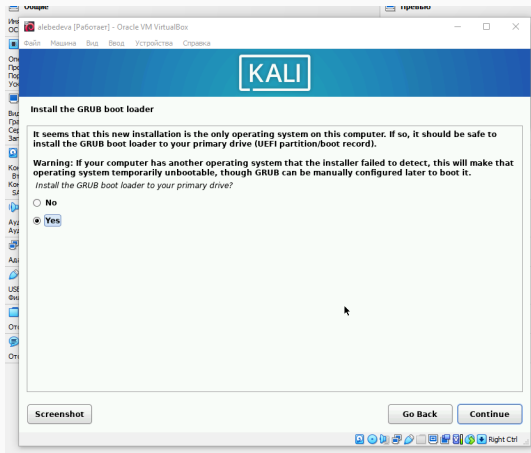 Общие
Превью
alebedeva [Работает] - Oracle VM VirtualBox
Файл Машина Вид Ввод Устройства Справка
KALI
Install the GRUB boot loader
It seems that this new installation is the only operating system on this computer. If so, it should be safe to
install the GRUB boot loader to your primary drive (UEFI partition/boot record).
Warning: If your computer has another operating system that the installer failed to detect, this will make that
operating system temporarily unbootable, though GRUB can be manually configured later to boot it.
Install the GRUB boot loader to your primary drive?
No
Yes
Screenshot
Go Back
Continue
Right Ctrl